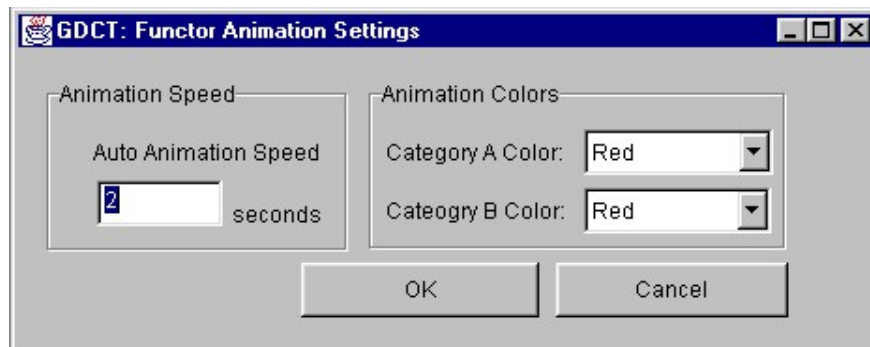 GDCT: Functor Animation Settings
Animation Speed
Auto Animation Speed
2 seconds
Animation Colors
Category A Color: Red
Cateogry B Color: Red
OK Cancel